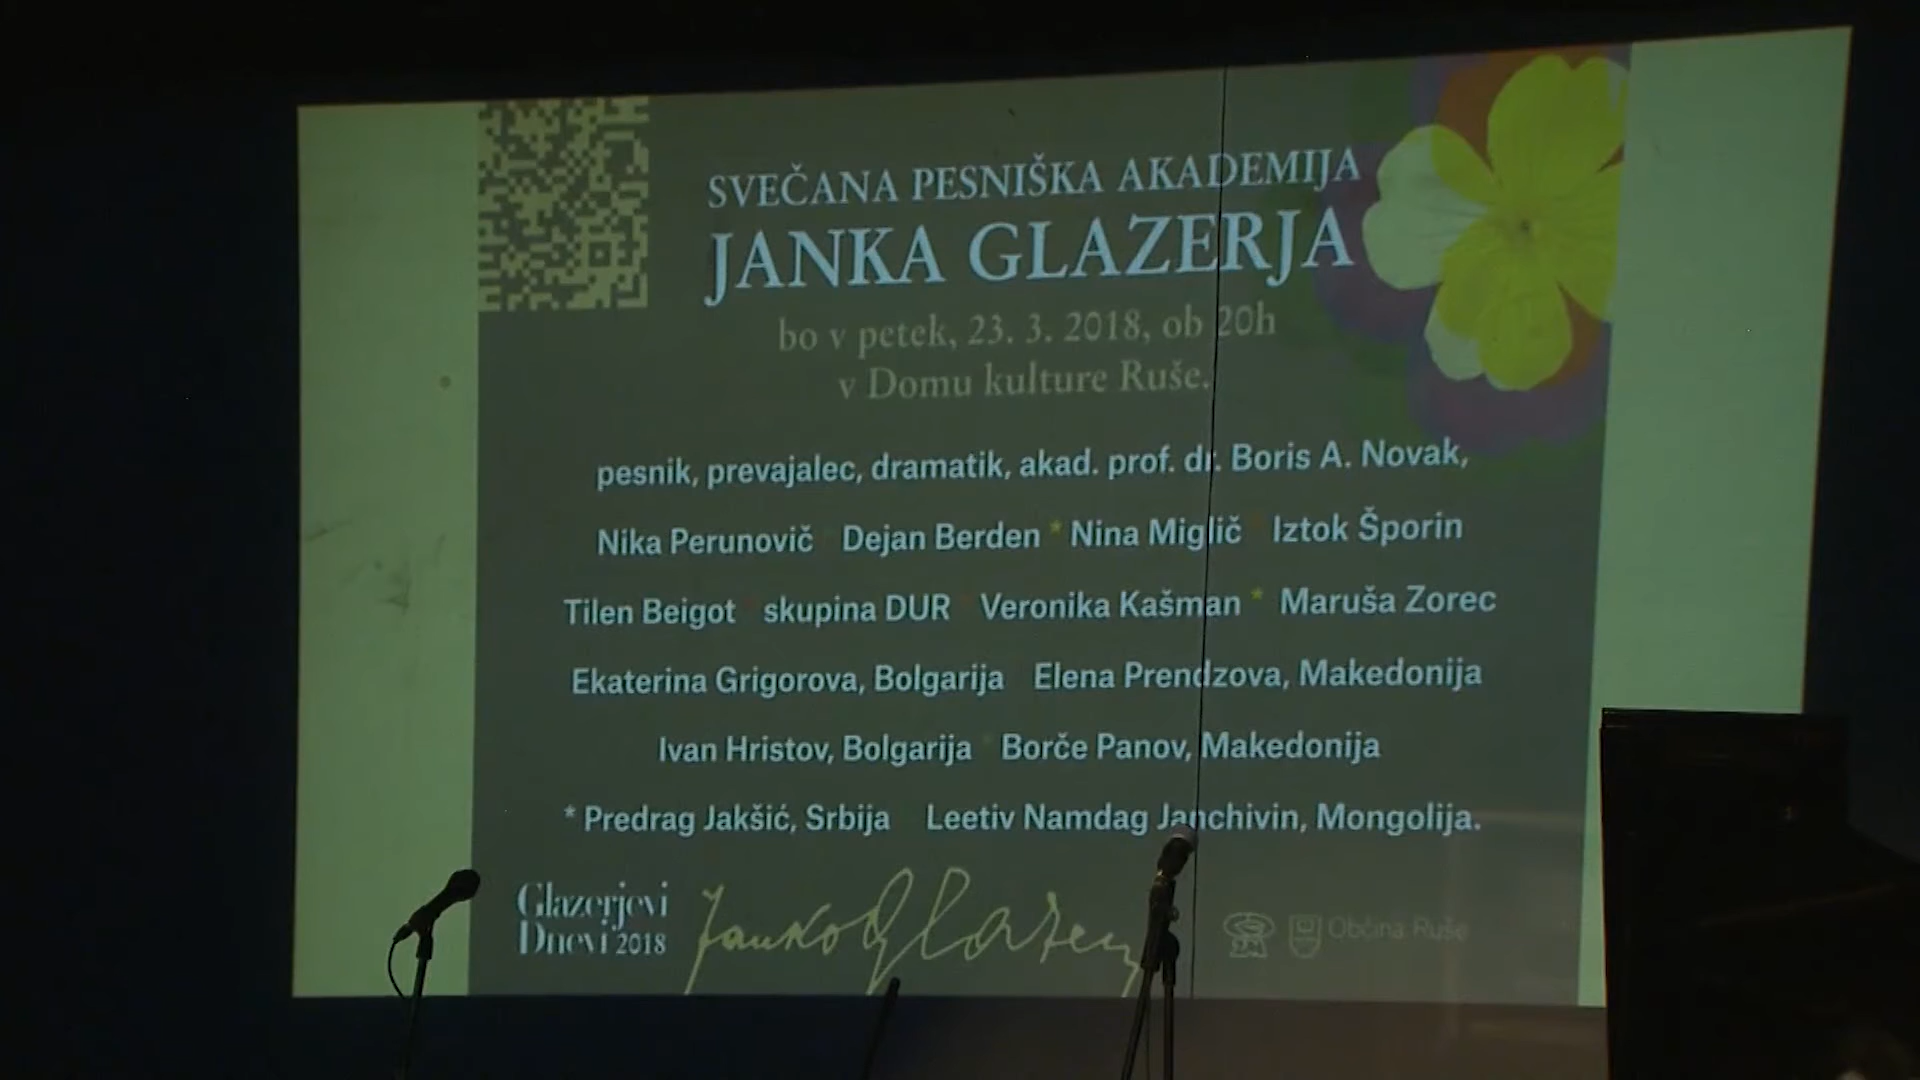 SVEČANA PESNIŠKA AKADEMIJA
JANKA GLAZERJA
bo v petek, 23. 3. 2018, ob 20h
v Domu kulture Ruše.
pesnik, prevajalec, dramatik, akad. prof. dr. Boris A. Novak,
Nika Perunovič * Dejan Berden * Nina Miglič * Iztok Šporin
Tilen Beigot * skupina DUR * Veronika Kašman * Maruša Zorec
Ekaterina Grigorova, Bolgarija Elena Prendzova, Makedonija
Ivan Hristov, Bolgarija * Borče Panov, Makedonija
* Predrag Jakšić, Srbija Leetiv Namdag Janchivin, Mongolija.
Glazerjevi
Dnevi 2018
Janko Glazer
Občina Ruše